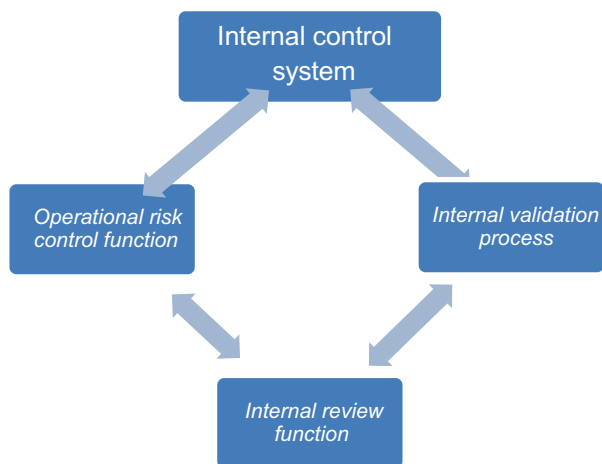 Internal control
system
Operational risk
control function
Internal validation
process
Internal review
function